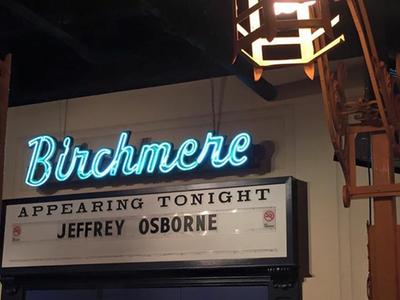 Birchmere
APPEARING TONIGHT
JEFFREY OSBORNE